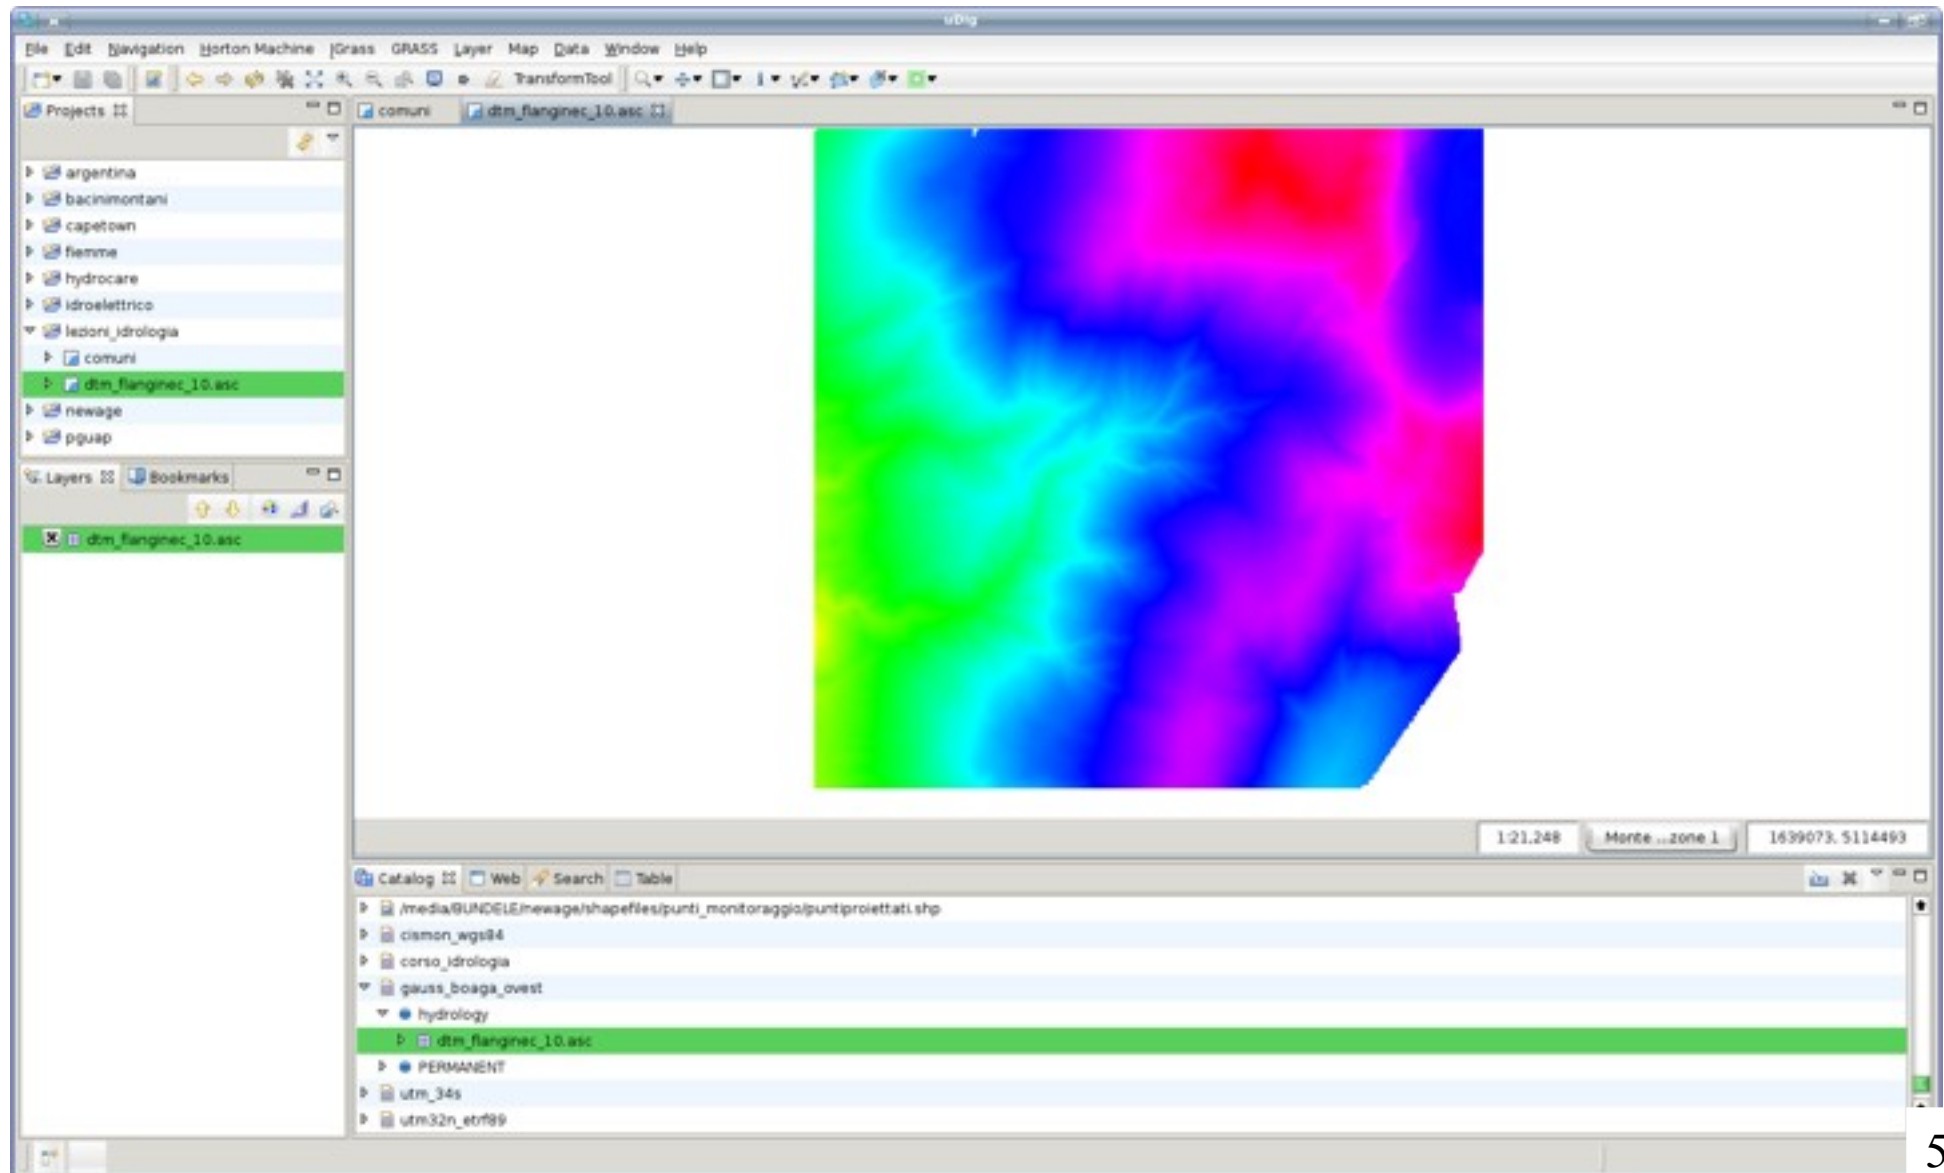 uDig
File Edit Navigation Horton Machine JGrass GRASS Layer Map Data Window Help
TransformTool
Projects
comuni
dtm_flanginec_10.asc
argentina
bacinimontani
capetown
fiemme
hydrocare
idroelettrico
lezioni_idrologia
comuni
dtm_flanginec_10.asc
newage
pguap
Layers Bookmarks
dtm_flanginec_10.asc
1:21,248 Monte ...zone 1 1639073, 5114493
Catalog Web Search Table
/media/BUNDELE/newage/shapefiles/punti_monitoraggio/puntiproiettati.shp
cismon_wgs84
corso_idrologia
gauss_boaga_ovest
hydrology
dtm_flanginec_10.asc
PERMANENT
utm_34s
utm32n_etrf89
5